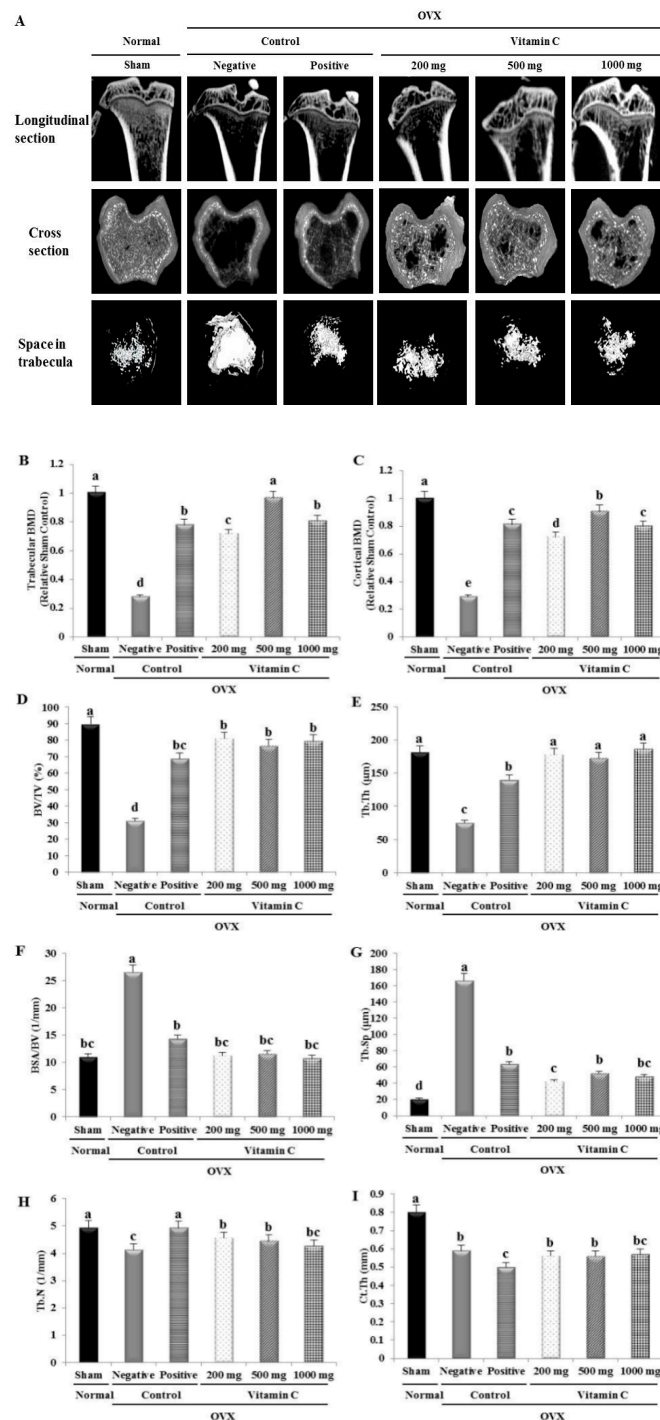 A
OVX
Normal Control Vitamin C
Sham Negative Positive 200 mg 500 mg 1000 mg
Longitudinal
section
Cross
section
Space in
trabecula
B
Trabecular BMD
(Relative Sham Control)
1.2
1
0.8
0.6
0.4
0.2
0
a d b c a b
Sham Negative Positive 200 mg 500 mg 1000 mg
Normal Control Vitamin C
OVX
C
Cortical BMD
(Relative Sham Control)
1.2
1
0.8
0.6
0.4
0.2
0
a e c d b c
Sham Negative Positive 200 mg 500 mg 1000 mg
Normal Control Vitamin C
OVX
D
BV/TV (%)
100
90
80
70
60
50
40
30
20
10
0
a d bc b b b
Sham Negative Positive 200 mg 500 mg 1000 mg
Normal Control Vitamin C
OVX
E
Tb.Th (µm)
250
200
150
100
50
0
a c b a a a
Sham Negative Positive 200 mg 500 mg 1000 mg
Normal Control Vitamin C
OVX
F
BSA/BV (1/mm)
30
25
20
15
10
5
0
bc a b bc bc bc
Sham Negative Positive 200 mg 500 mg 1000 mg
Normal Control Vitamin C
OVX
G
Tb.Sp (µm)
200
180
160
140
120
100
80
60
40
20
0
d a b c b bc
Sham Negative Positive 200 mg 500 mg 1000 mg
Normal Control Vitamin C
OVX
H
Tb.N (1/mm)
6
5
4
3
2
1
0
a c a b b bc
Sham Negative Positive 200 mg 500 mg 1000 mg
Normal Control Vitamin C
OVX
I
Ct.Th (mm)
0.9
0.8
0.7
0.6
0.5
0.4
0.3
0.2
0.1
0
a b c b b bc
Sham Negative Positive 200 mg 500 mg 1000 mg
Normal Control Vitamin C
OVX